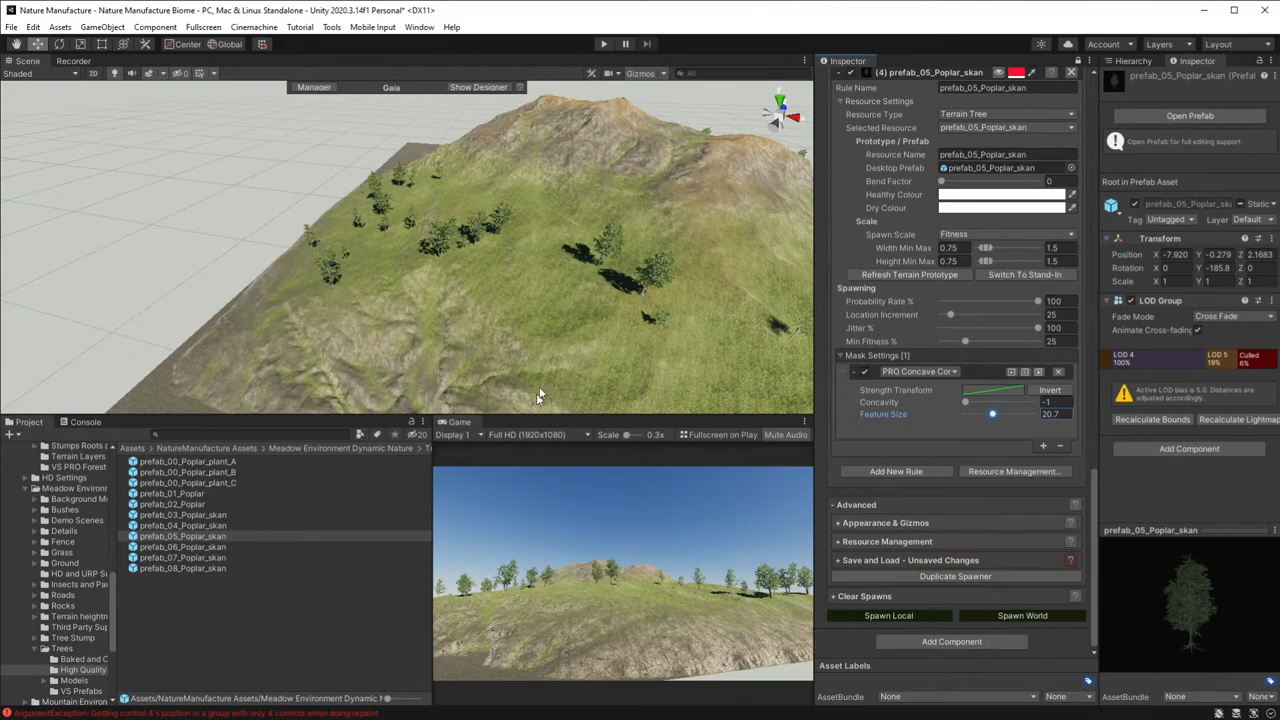 Nature Manufacture - Nature Manufacture Biome - PC, Mac & Linux Standalone - Unity 2020.3.14f1 Personal* <DX11>
File Edit Assets GameObject Component Fullscreen Cinemachine Tutorial Tools Mobile Input Window Help
Center Global Account Layers Layout
Scene Recorder
Shaded 2D 0 Gizmos All
Manager Gaia Show Designer
Inspector
(4) prefab_05_Poplar_skan
Rule Name prefab_05_Poplar_skan
Resource Settings
Resource Type Terrain Tree
Selected Resource prefab_05_Poplar_skan
Prototype / Prefab
Resource Name prefab_05_Poplar_skan
Desktop Prefab prefab_05_Poplar_skan
Bend Factor 0
Healthy Colour
Dry Colour
Scale
Spawn Scale Fitness
Width Min Max 0.75 1.5
Height Min Max 0.75 1.5
Refresh Terrain Prototype Switch To Stand-In
Spawning
Probability Rate % 100
Location Increment 25
Jitter % 100
Min Fitness % 25
Mask Settings [1]
PRO Concave Cor
Strength Transform Invert
Concavity -1
Feature Size 20.7
+ −
Add New Rule Resource Management...
- Advanced
+ Appearance & Gizmos
+ Resource Management
+ Save and Load - Unsaved Changes
Duplicate Spawner
+ Clear Spawns
Spawn Local Spawn World
Add Component
Asset Labels
AssetBundle None None
Hierarchy Inspector
prefab_05_Poplar_skan (Prefal
Open Prefab
Open Prefab for full editing support.
Root in Prefab Asset
prefab_05_Poplar_ska Static
Tag Untagged Layer Default
Transform
Position X -7.920 Y -0.279 Z 2.1683
Rotation X 0 Y -185.8 Z 0
Scale X 1 Y 1 Z 1
LOD Group
Fade Mode Cross Fade
Animate Cross-fading
LOD 4 100% LOD 5 19% Culled 6%
Active LOD bias is 5.0. Distances are adjusted accordingly.
Recalculate Bounds Recalculate Lightma
Add Component
prefab_05_Poplar_skan
AssetBundle None None
Project Console
20
Stumps Roots a
Terrain Layers
VS PRO Forest
HD Settings
Meadow Environr
Background M
Bushes
Demo Scenes
Details
Fence
Grass
Ground
HD and URP Su
Insects and Pa
Roads
Rocks
Terrain heightn
Third Party Sup
Tree Stump
Trees
Baked and C
High Quality
Models
VS Prefabs
Mountain Environ
Assets > NatureManufacture Assets > Meadow Environment Dynamic Nature > Ti
prefab_00_Poplar_plant_A
prefab_00_Poplar_plant_B
prefab_00_Poplar_plant_C
prefab_01_Poplar
prefab_02_Poplar
prefab_03_Poplar_skan
prefab_04_Poplar_skan
prefab_05_Poplar_skan
prefab_06_Poplar_skan
prefab_07_Poplar_skan
prefab_08_Poplar_skan
Assets/NatureManufacture Assets/Meadow Environment Dynamic N
Game
Display 1 Full HD (1920x1080) Scale 0.3x Fullscreen on Play Mute Audio
ArgumentException: Getting control 4's position in a group with only 4 controls when doing repaint